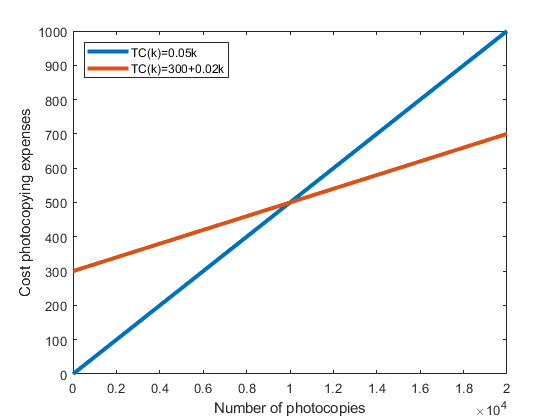 TC(k)=0.05k
TC(k)=300+0.02k
1000
900
800
700
600
500
400
300
200
100
0
Cost photocopying expenses
0 0.2 0.4 0.6 0.8 1 1.2 1.4 1.6 1.8 2
Number of photocopies
×10⁴